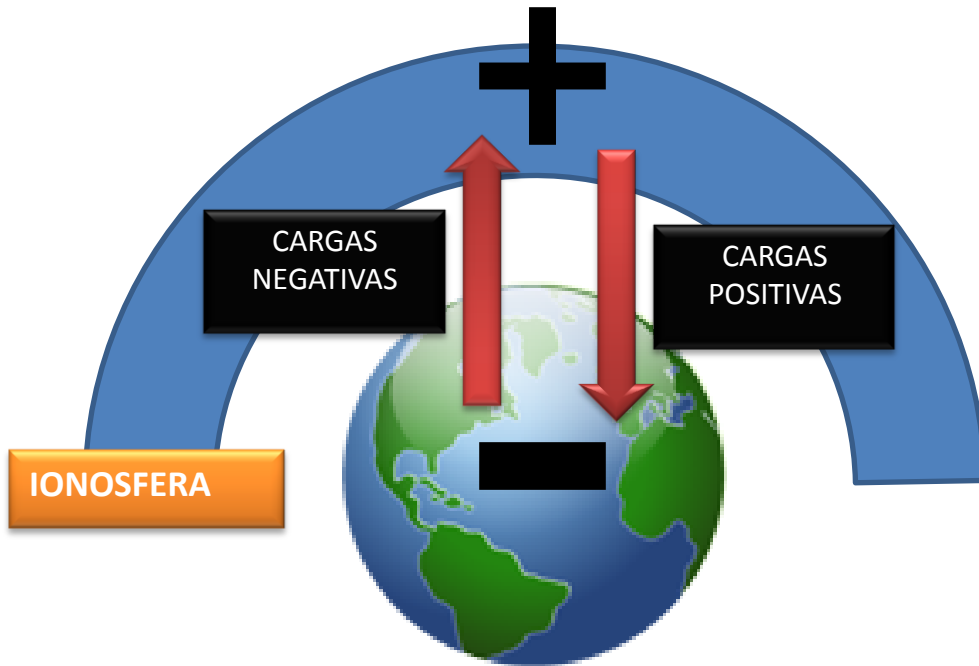 +
CARGAS
NEGATIVAS
CARGAS
POSITIVAS
IONOSFERA
-